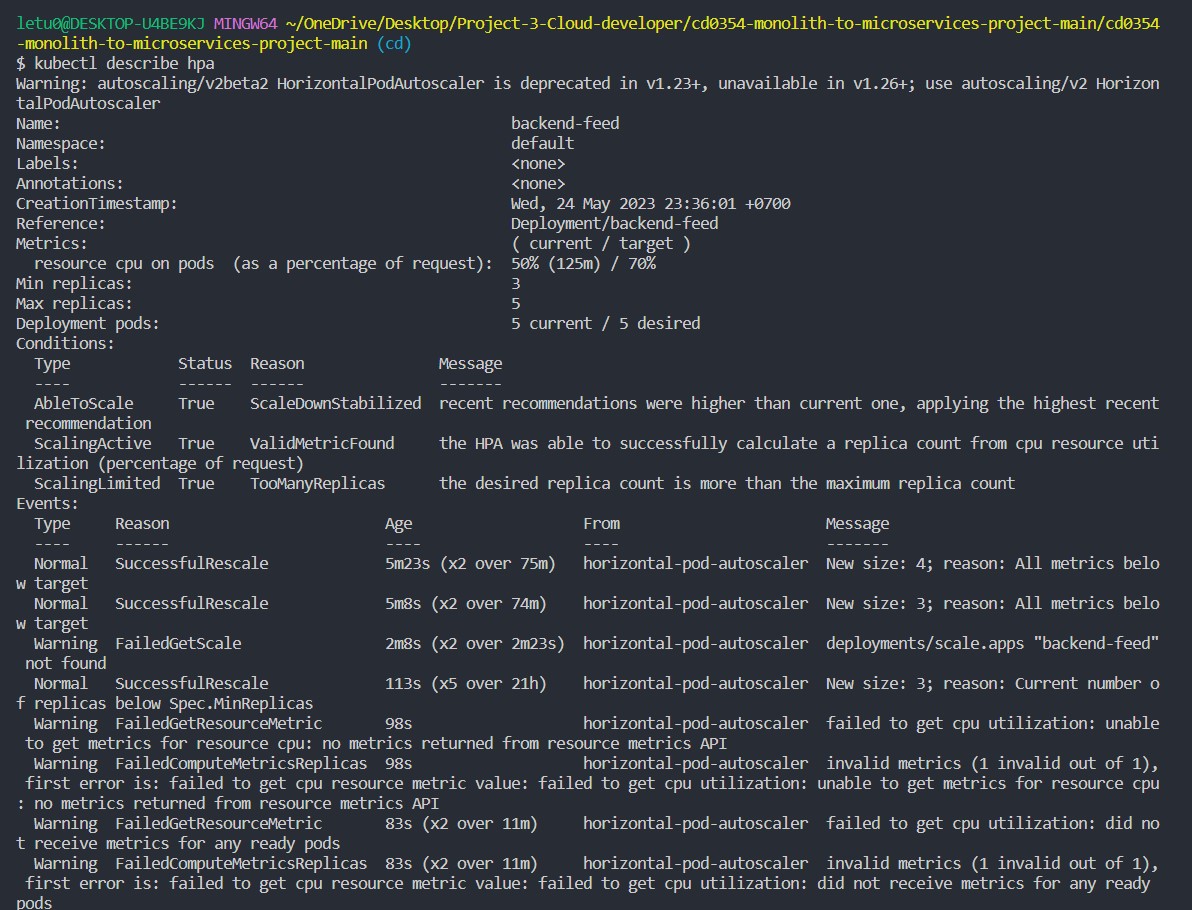 letu0@DESKTOP-U4BE9KJ MINGW64 ~/OneDrive/Desktop/Project-3-Cloud-developer/cd0354-monolith-to-microservices-project-main/cd0354
-monolith-to-microservices-project-main (cd)
$ kubectl describe hpa
Warning: autoscaling/v2beta2 HorizontalPodAutoscaler is deprecated in v1.23+, unavailable in v1.26+; use autoscaling/v2 Horizon
talPodAutoscaler
Name: backend-feed
Namespace: default
Labels: <none>
Annotations: <none>
CreationTimestamp: Wed, 24 May 2023 23:36:01 +0700
Reference: Deployment/backend-feed
Metrics: ( current / target )
resource cpu on pods (as a percentage of request): 50% (125m) / 70%
Min replicas: 3
Max replicas: 5
Deployment pods: 5 current / 5 desired
Conditions:
Type Status Reason Message
---- ------ ------ -------
AbleToScale True ScaleDownStabilized recent recommendations were higher than current one, applying the highest recent
recommendation
ScalingActive True ValidMetricFound the HPA was able to successfully calculate a replica count from cpu resource uti
lization (percentage of request)
ScalingLimited True TooManyReplicas the desired replica count is more than the maximum replica count
Events:
Type Reason Age From Message
---- ------ ---- ---- -------
Normal SuccessfulRescale 5m23s (x2 over 75m) horizontal-pod-autoscaler New size: 4; reason: All metrics belo
w target
Normal SuccessfulRescale 5m8s (x2 over 74m) horizontal-pod-autoscaler New size: 3; reason: All metrics belo
w target
Warning FailedGetScale 2m8s (x2 over 2m23s) horizontal-pod-autoscaler deployments/scale.apps "backend-feed"
not found
Normal SuccessfulRescale 113s (x5 over 21h) horizontal-pod-autoscaler New size: 3; reason: Current number o
f replicas below Spec.MinReplicas
Warning FailedGetResourceMetric 98s horizontal-pod-autoscaler failed to get cpu utilization: unable
to get metrics for resource cpu: no metrics returned from resource metrics API
Warning FailedComputeMetricsReplicas 98s horizontal-pod-autoscaler invalid metrics (1 invalid out of 1),
first error is: failed to get cpu resource metric value: failed to get cpu utilization: unable to get metrics for resource cpu
: no metrics returned from resource metrics API
Warning FailedGetResourceMetric 83s (x2 over 11m) horizontal-pod-autoscaler failed to get cpu utilization: did no
t receive metrics for any ready pods
Warning FailedComputeMetricsReplicas 83s (x2 over 11m) horizontal-pod-autoscaler invalid metrics (1 invalid out of 1),
first error is: failed to get cpu resource metric value: failed to get cpu utilization: did not receive metrics for any ready
pods